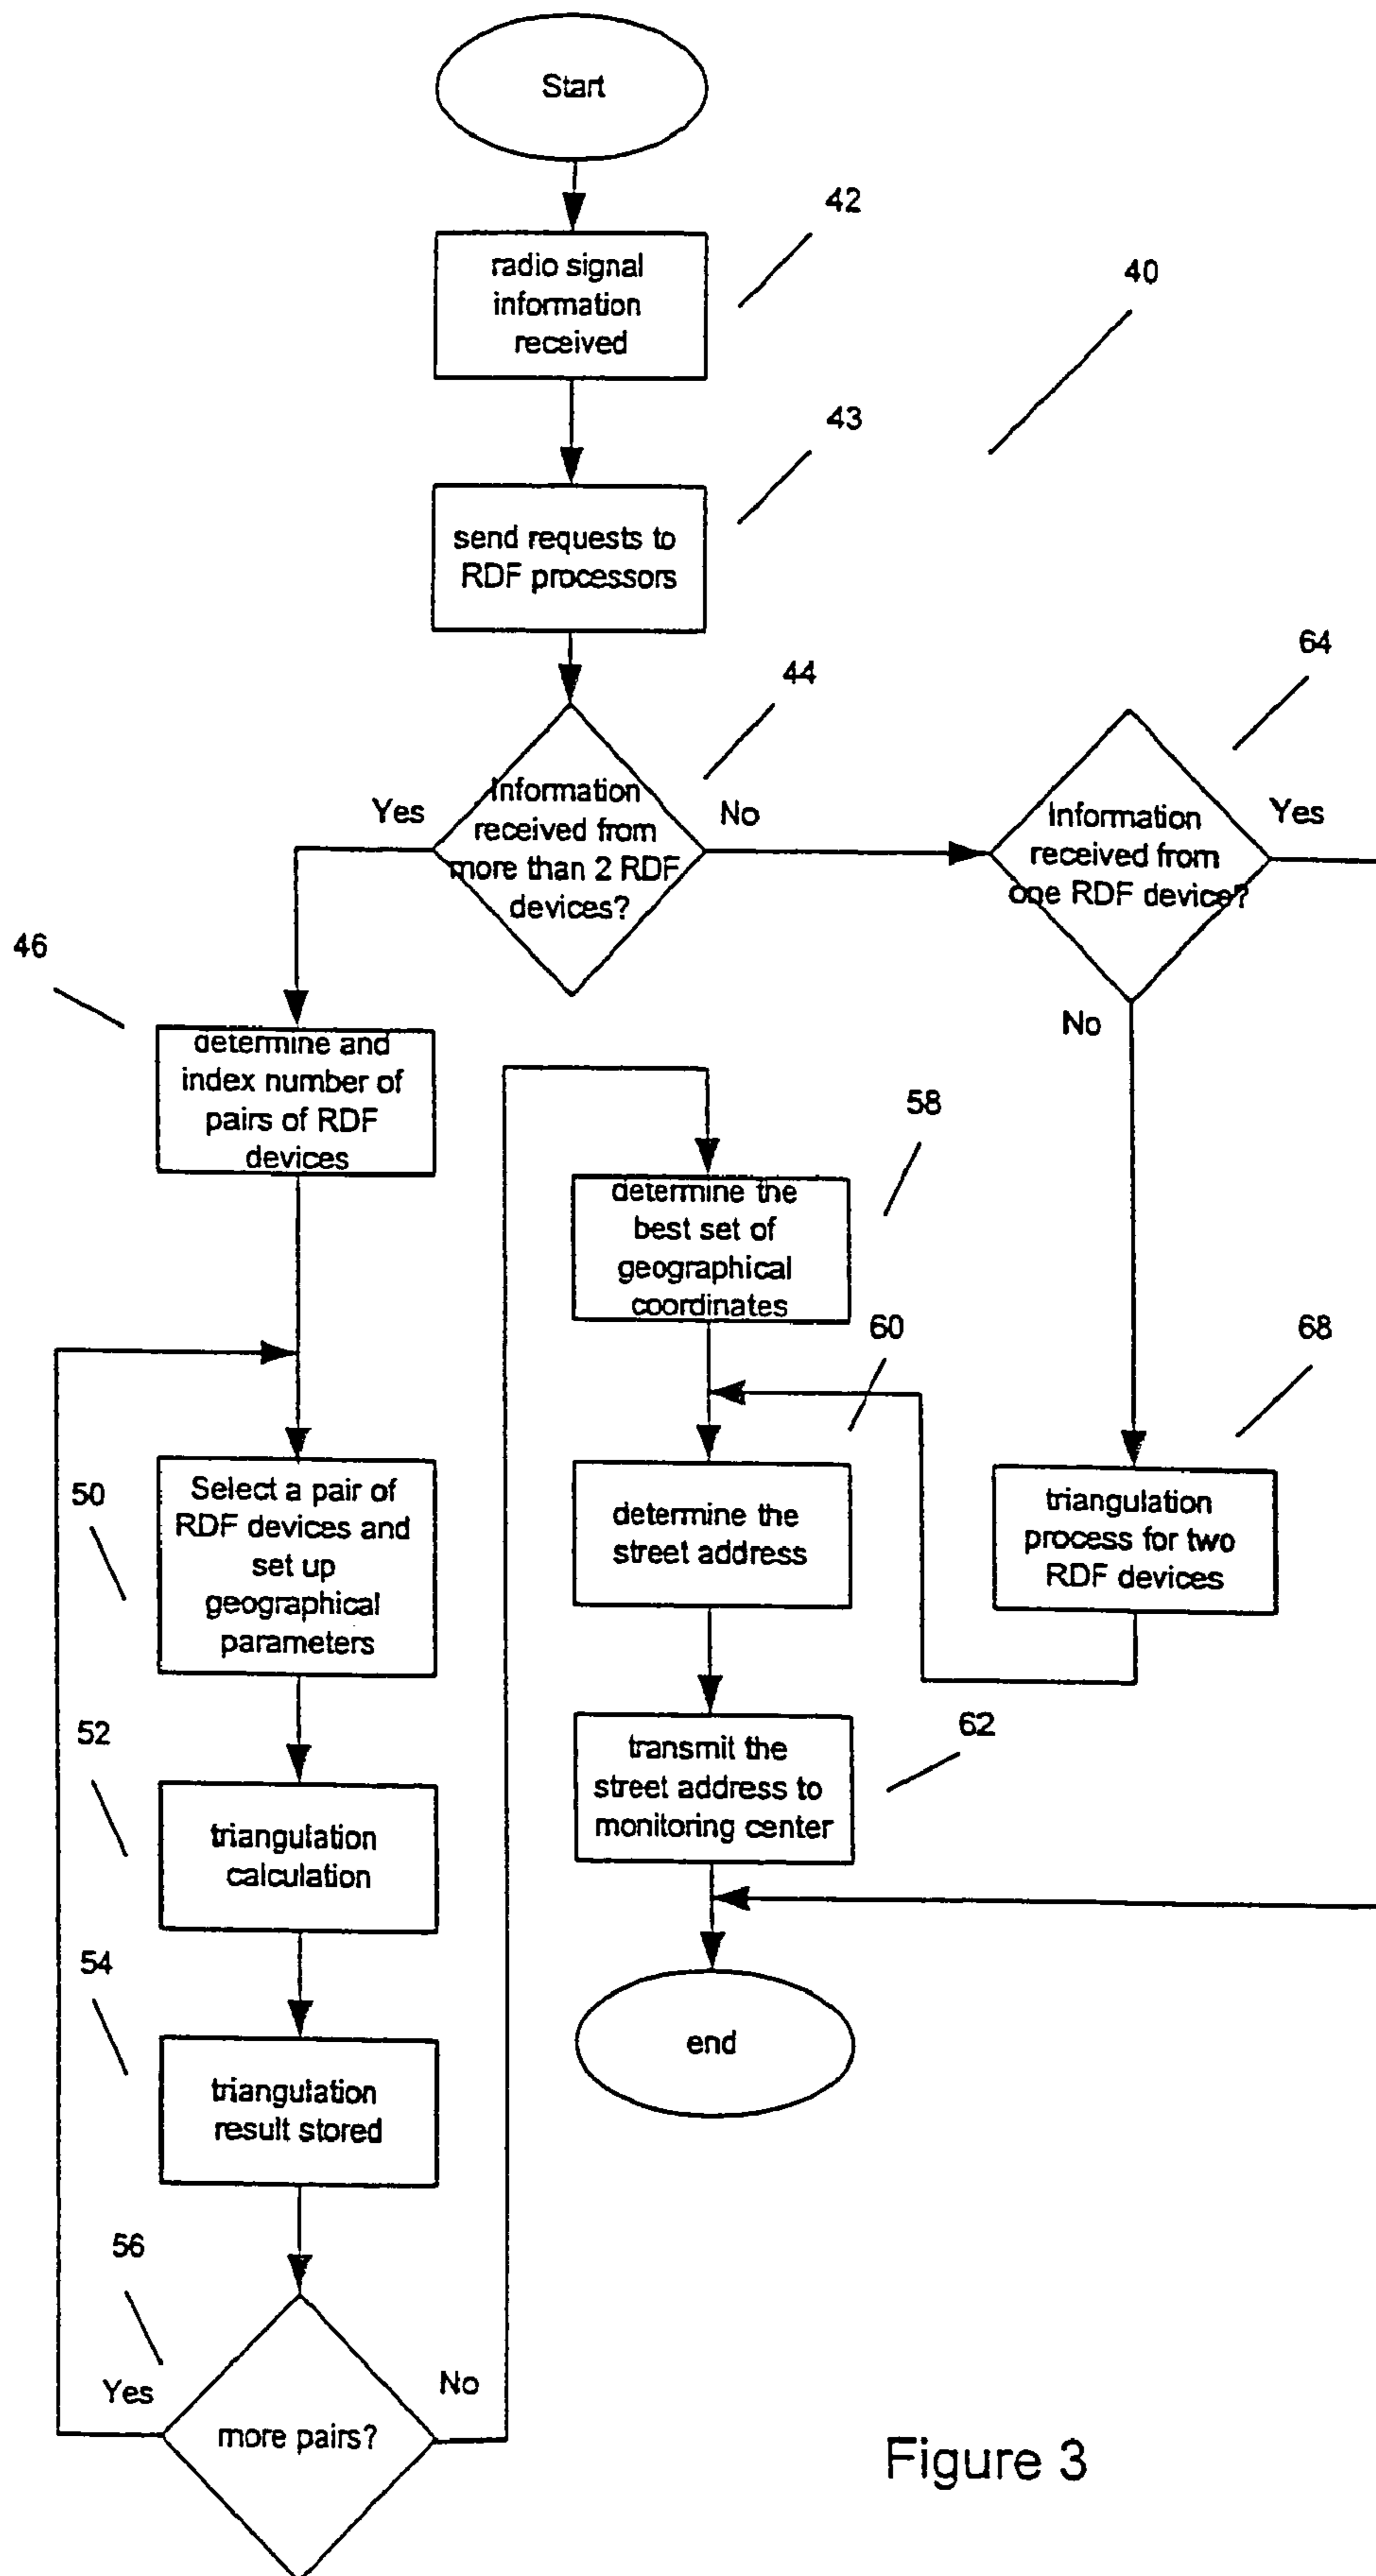 Start
42
radio signal
information
received
40
43
send requests to
RDF processors
44
64
Yes
Information
received from
more than 2 RDF
devices?
No
Information
received from
one RDF device?
Yes
No
46
determine and
index number of
pairs of RDF
devices
58
determine the
best set of
geographical
coordinates
60
68
50
Select a pair of
RDF devices and
set up
geographical
parameters
determine the
street address
triangulation
process for two
RDF devices
52
triangulation
calculation
62
transmit the
street address to
monitoring center
54
triangulation
result stored
end
56
Yes
more pairs?
No
Figure 3